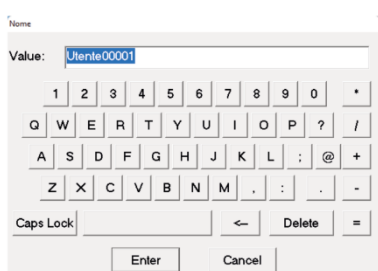 Nome
Value: Utente00001
1 2 3 4 5 6 7 8 9 0 *
Q W E R T Y U I O P ? /
A S D F G H J K L ; @ +
Z X C V B N M , : . -
Caps Lock <-- Delete =
Enter Cancel